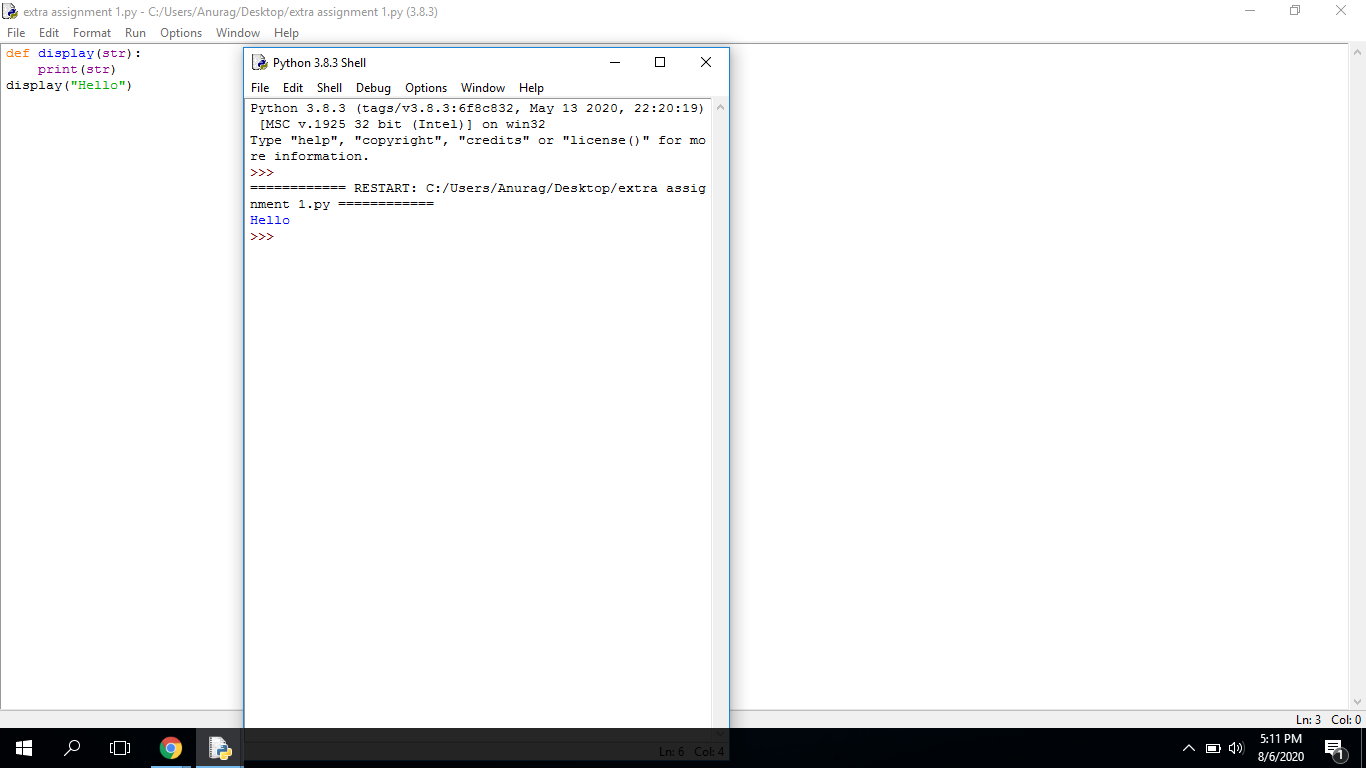 extra assignment 1.py - C:/Users/Anurag/Desktop/extra assignment 1.py (3.8.3)
File Edit Format Run Options Window Help
def display(str):
    print(str)
display("Hello")
Python 3.8.3 Shell
File Edit Shell Debug Options Window Help
Python 3.8.3 (tags/v3.8.3:6f8c832, May 13 2020, 22:20:19)
 [MSC v.1925 32 bit (Intel)] on win32
Type "help", "copyright", "credits" or "license()" for mo
re information.
>>>
============ RESTART: C:/Users/Anurag/Desktop/extra assig
nment 1.py ============
Hello
>>>
Ln: 3 Col: 0
Ln: 6 Col: 4
5:11 PM
8/6/2020
1